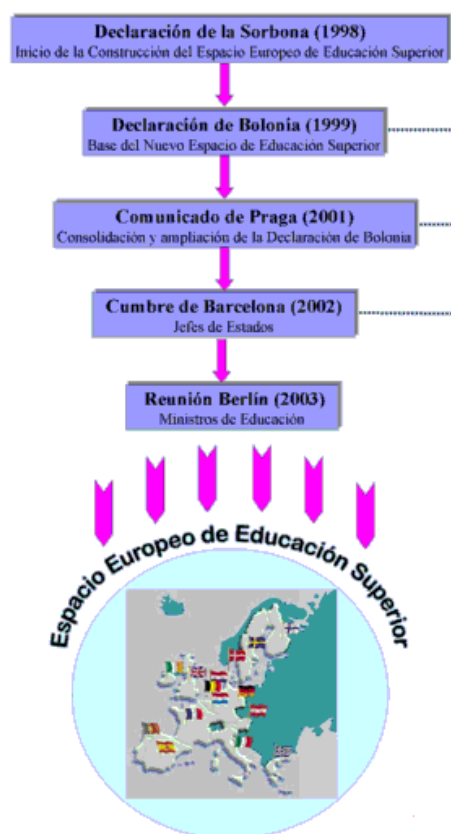 Declaración de la Sorbona (1998)
Inicio de la Construcción del Espacio Europeo de Educación Superior
Declaración de Bolonia (1999)
Base del Nuevo Espacio de Educación Superior
Comunicado de Praga (2001)
Consolidación y ampliación de la Declaración de Bolonia
Cumbre de Barcelona (2002)
Jefes de Estados
Reunión Berlín (2003)
Ministros de Educación
Espacio Europeo de Educación Superior